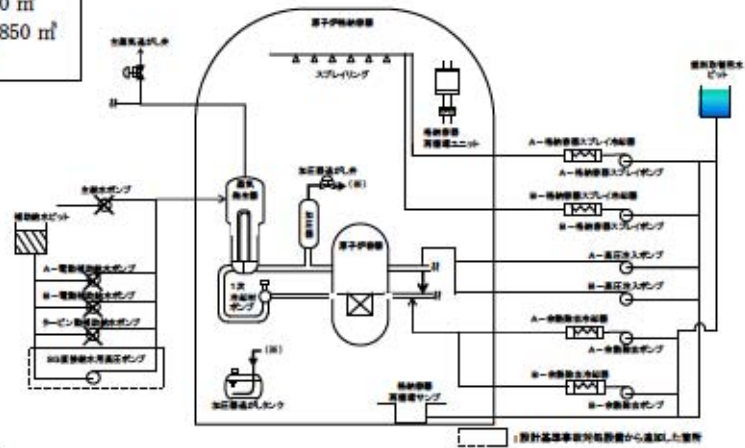 0 ㎥
850 ㎥
原子炉格納容器
主蒸気逃がし弁
スプレイリング
燃料取替用水
ピット
格納容器
再循環ユニット
A－格納容器スプレイ冷却器
A－格納容器スプレイポンプ
加圧器逃がし弁
主給水ポンプ
蒸気
発生器
B－格納容器スプレイ冷却器
B－格納容器スプレイポンプ
補助給水ピット
加圧器
原子炉容器
A－高圧注入ポンプ
A－電動補助給水ポンプ
1次
冷却材
ポンプ
B－高圧注入ポンプ
B－電動補助給水ポンプ
A－余熱除去冷却器
タービン動補助給水ポンプ
A－余熱除去ポンプ
SG直接給水用高圧ポンプ
B－余熱除去冷却器
格納容器
再循環サンプ
加圧器逃がしタンク
B－余熱除去ポンプ
：設計基準事故対処設備から追加した箇所